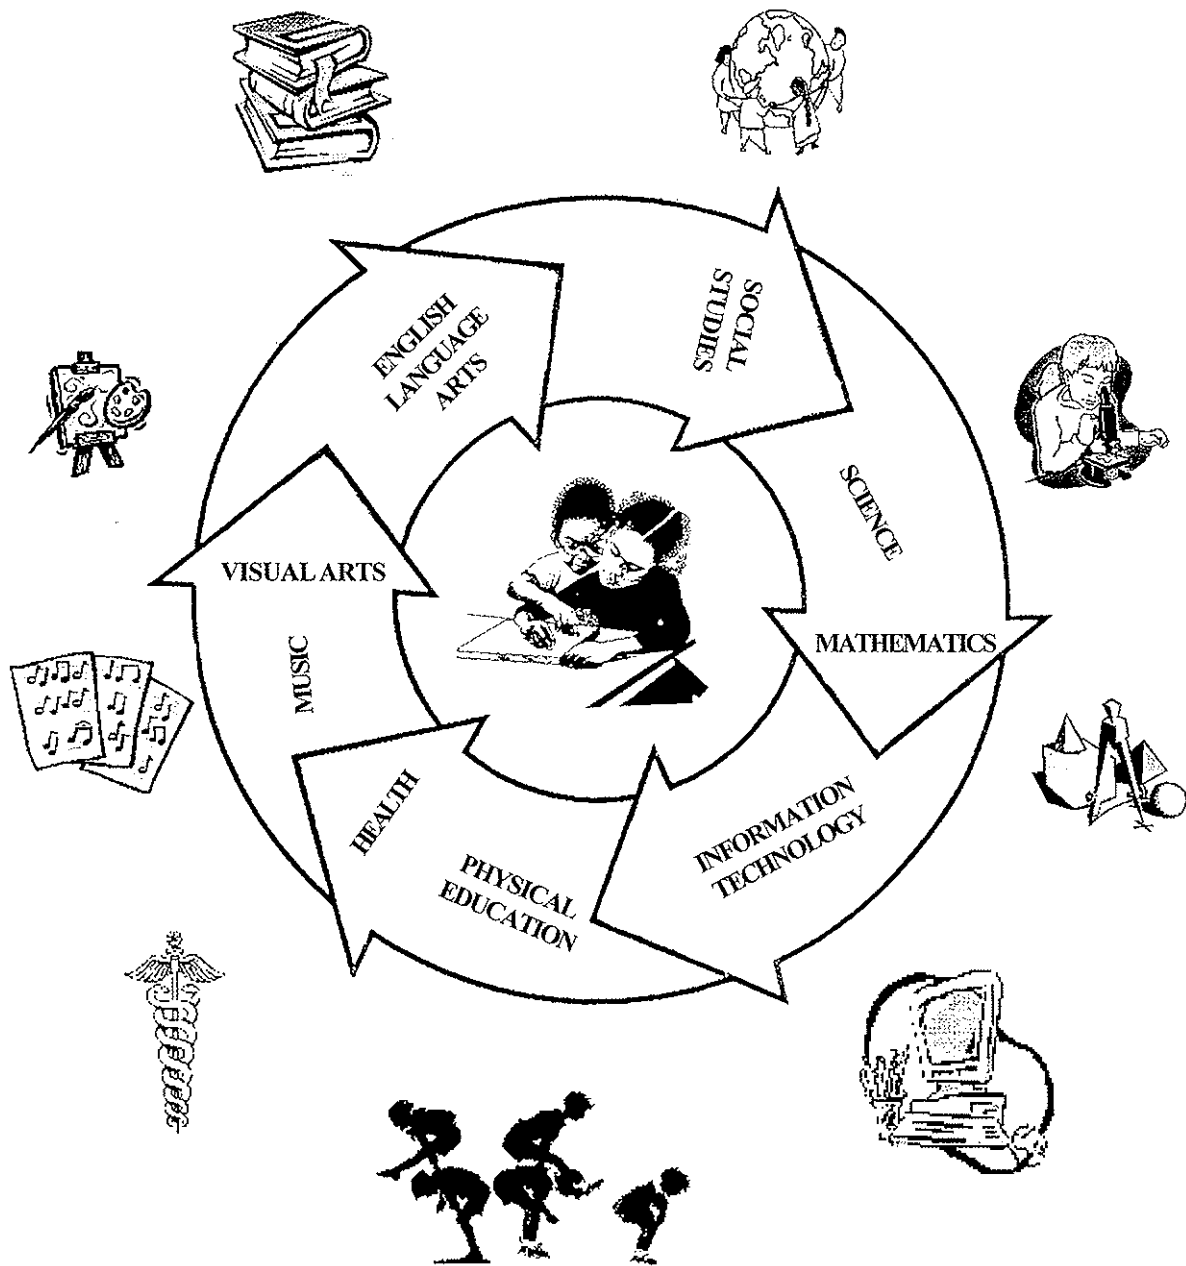 ENGLISH
LANGUAGE
ARTS
SOCIAL
STUDIES
SCIENCE
MATHEMATICS
INFORMATION
TECHNOLOGY
PHYSICAL
EDUCATION
HEALTH
MUSIC
VISUAL ARTS